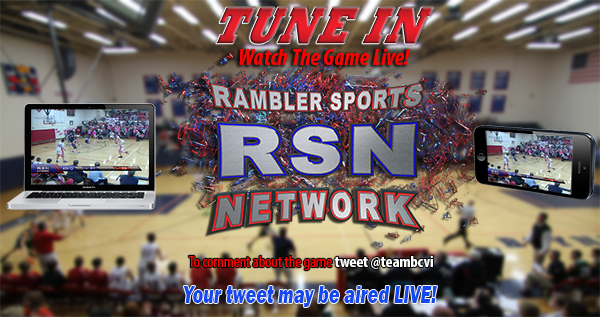 TUNE IN
Watch The Game Live!
RAMBLER SPORTS
RSN
NETWORK
To comment about the game tweet @teambcvi
Your tweet may be aired LIVE!